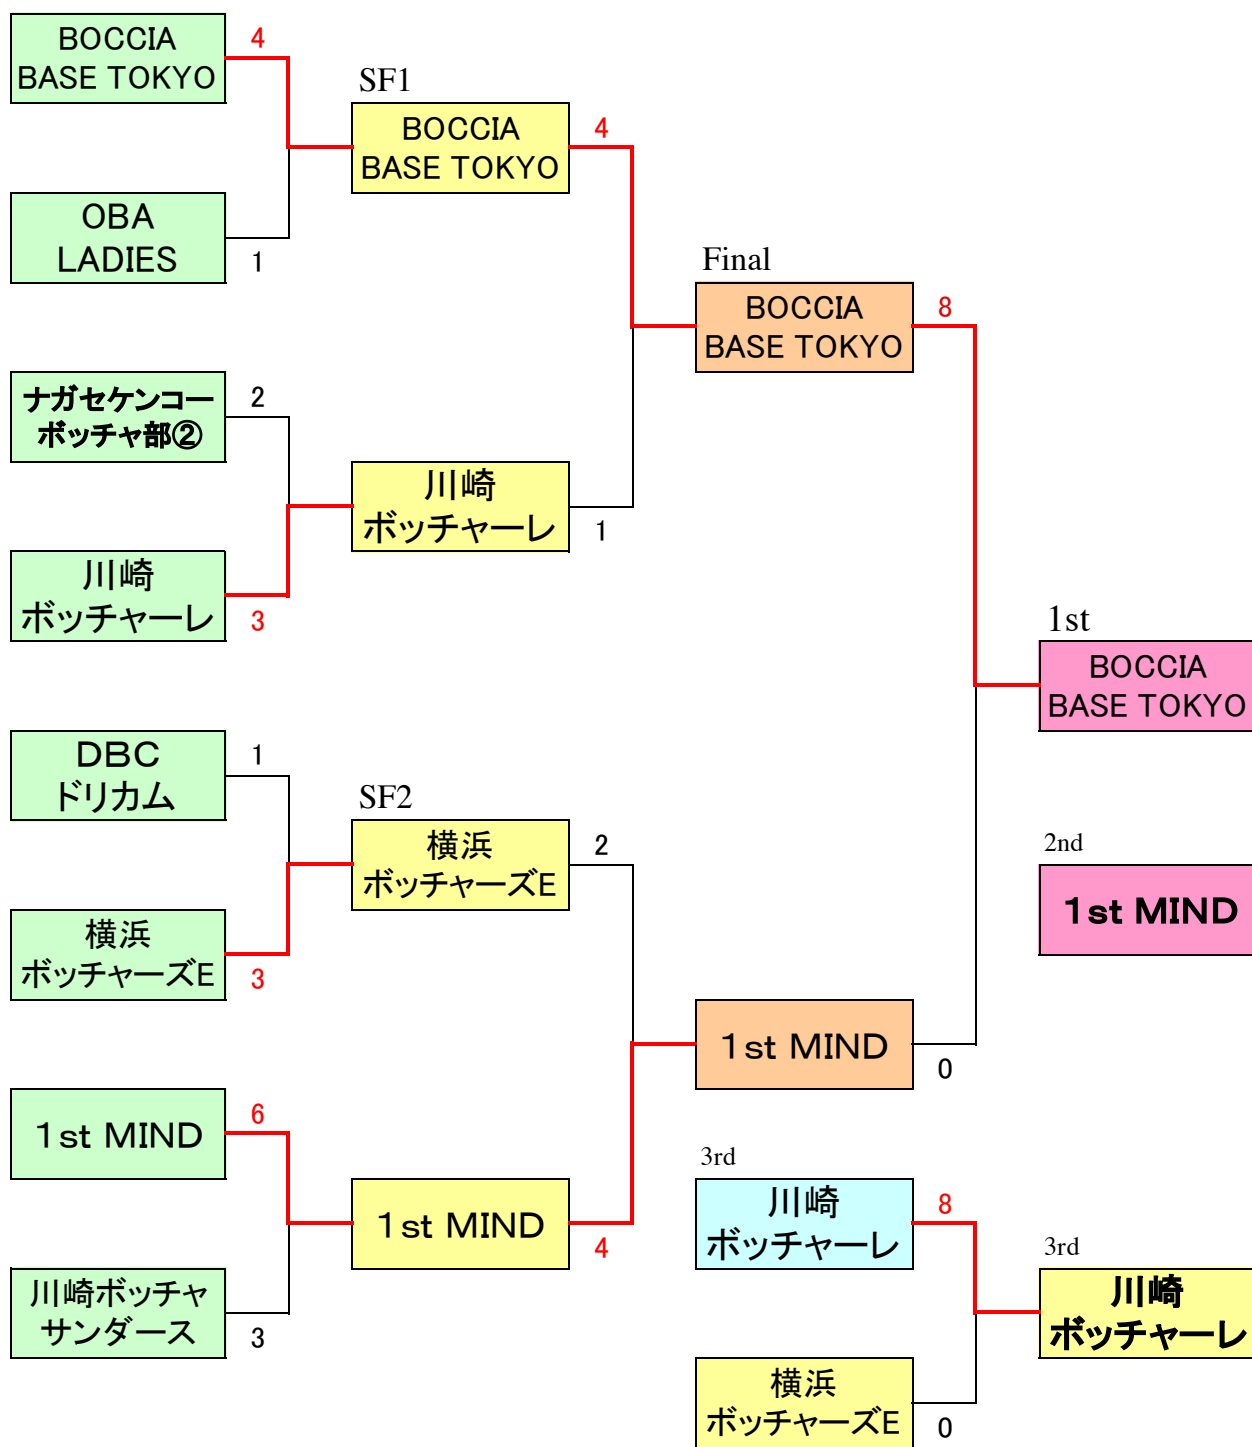 BOCCIA
BASE TOKYO
4
OBA
LADIES
1
ナガセケンコー
ボッチャ部②
2
川崎
ボッチャーレ
3
DBC
ドリカム
1
横浜
ボッチャーズE
3
1st MIND
6
川崎ボッチャ
サンダース
3
SF1
BOCCIA
BASE TOKYO
4
川崎
ボッチャーレ
1
SF2
横浜
ボッチャーズE
2
1st MIND
4
Final
BOCCIA
BASE TOKYO
8
1st MIND
0
3rd
川崎
ボッチャーレ
8
横浜
ボッチャーズE
0
1st
BOCCIA
BASE TOKYO
2nd
1st MIND
3rd
川崎
ボッチャーレ